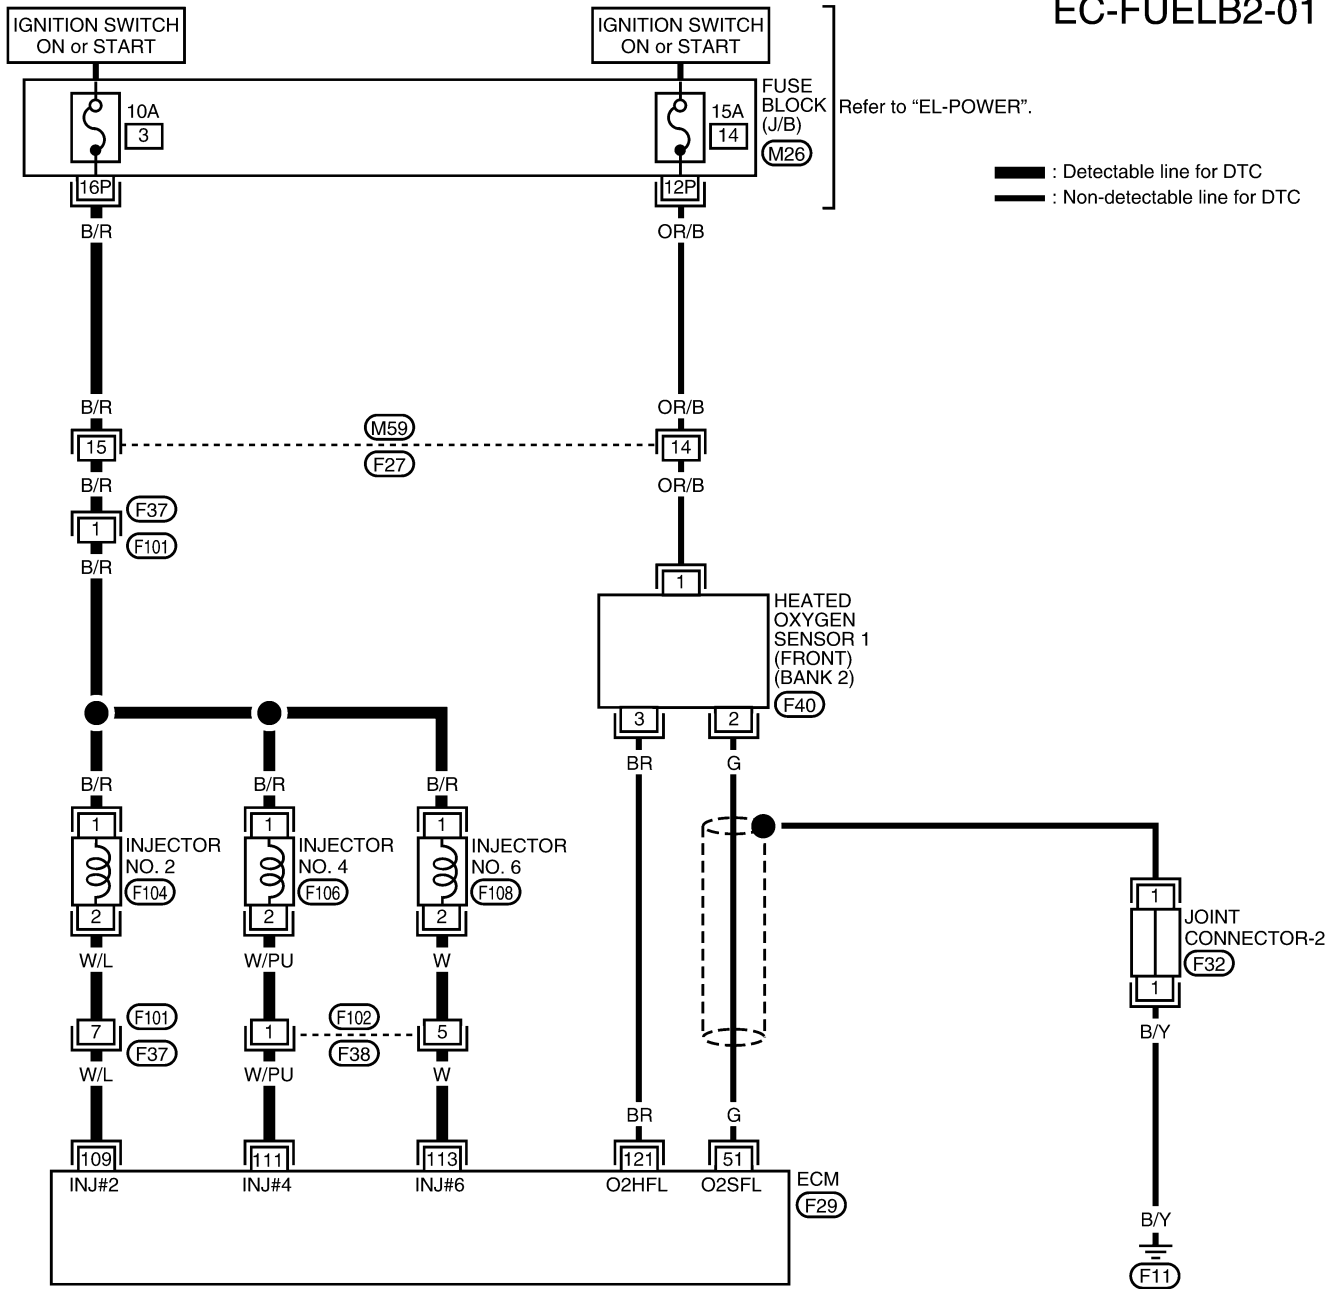 EC-FUELB2-01
IGNITION SWITCH
ON or START
IGNITION SWITCH
ON or START
10A
3
15A
14
FUSE
BLOCK
(J/B)
M26
Refer to “EL-POWER”.
: Detectable line for DTC
: Non-detectable line for DTC
16P
12P
B/R
OR/B
B/R
OR/B
15
M59
F27
14
B/R
OR/B
1
F37
F101
B/R
1
HEATED
OXYGEN
SENSOR 1
(FRONT)
(BANK 2)
F40
3
2
BR
G
B/R
B/R
B/R
1
INJECTOR
NO. 2
F104
2
1
INJECTOR
NO. 4
F106
2
1
INJECTOR
NO. 6
F108
2
1
JOINT
CONNECTOR-2
F32
1
W/L
W/PU
W
7
F101
F37
1
F102
F38
5
B/Y
W/L
W/PU
W
BR
G
109
111
113
121
51
INJ#2
INJ#4
INJ#6
O2HFL
O2SFL
ECM
F29
B/Y
F11